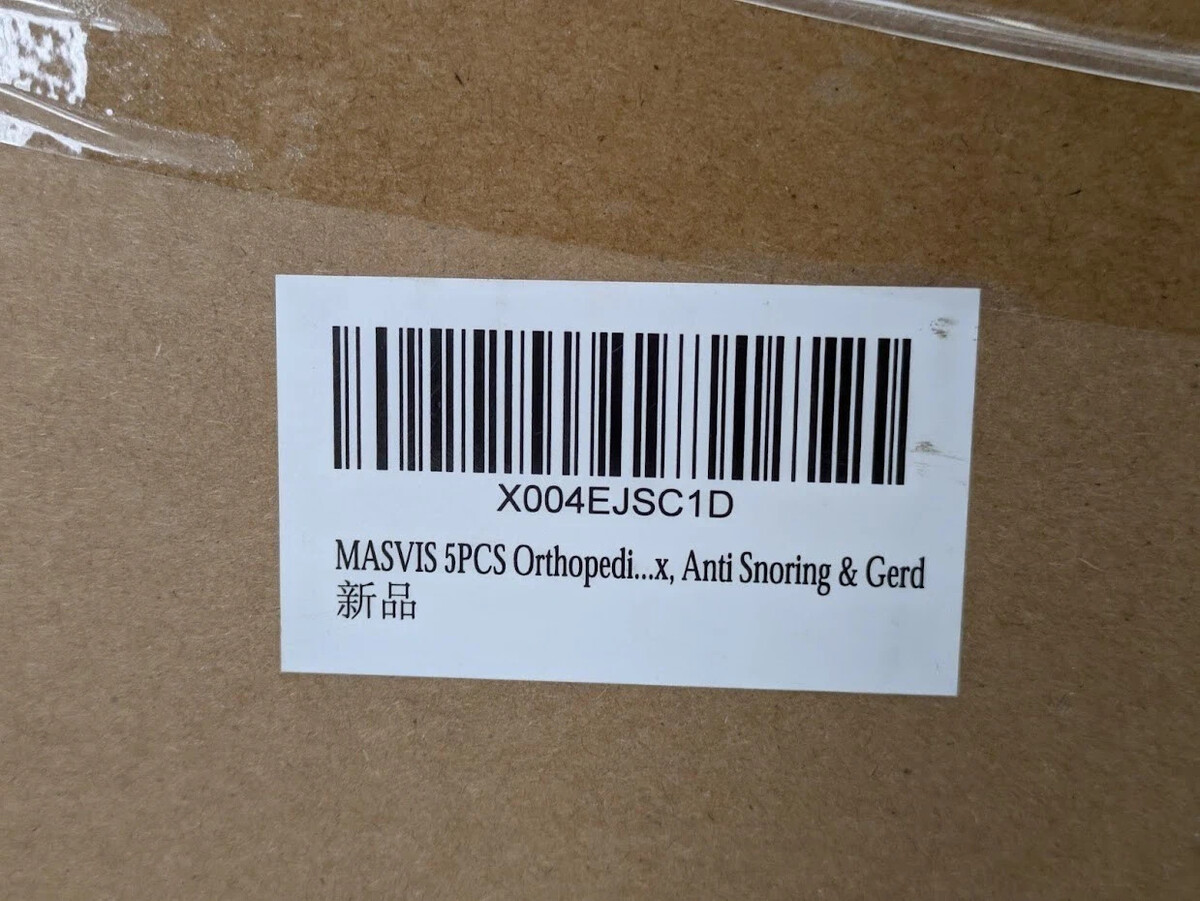 X004EJSC1D
MASVIS 5PCS Orthopedi...x, Anti Snoring & Gerd
新品